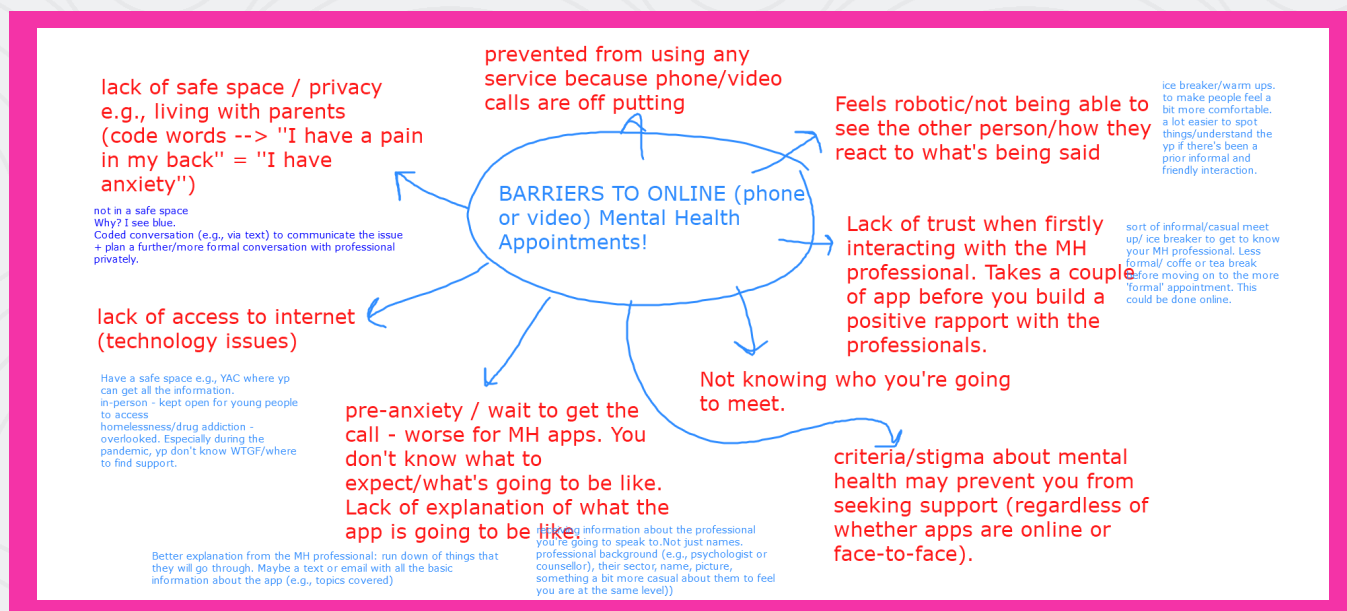 prevented from using any
service because phone/video
calls are off putting
lack of safe space / privacy
e.g., living with parents
(code words --> "I have a pain
in my back" = "I have
anxiety")
not in a safe space
Why? I see blue.
Coded conversation (e.g., via text) to communicate the issue
+ plan a further/more formal conversation with professional
privately.
Feels robotic/not being able to
see the other person/how they
react to what's being said
ice breaker/warm ups.
to make people feel a
bit more comfortable.
a lot easier to spot
things/understand the
yp if there's been a
prior informal and
friendly interaction.
BARRIERS TO ONLINE (phone
or video) Mental Health
Appointments!
Lack of trust when firstly
interacting with the MH
professional. Takes a couple
of app before you build a
positive rapport with the
professionals.
sort of informal/casual meet
up/ ice breaker to get to know
your MH professional. Less
formal/ coffe or tea break
before moving on to the more
'formal' appointment. This
could be done online.
lack of access to internet
(technology issues)
Have a safe space e.g., YAC where yp
can get all the information.
in-person - kept open for young people
to access
homelessness/drug addiction -
overlooked. Especially during the
pandemic, yp don't know WTGF/where
to find support.
pre-anxiety / wait to get the
call - worse for MH apps. You
don't know what to
expect/what's going to be like.
Lack of explanation of what the
app is going to be like.
Better explanation from the MH professional: run down of things that
they will go through. Maybe a text or email with all the basic
information about the app (e.g., topics covered)
Not knowing who you're going
to meet.
receiving information about the professional
you're going to speak to.Not just names.
professional background (e.g., psychologist or
counsellor), their sector, name, picture,
something a bit more casual about them to feel
you are at the same level))
criteria/stigma about mental
health may prevent you from
seeking support (regardless of
whether apps are online or
face-to-face).